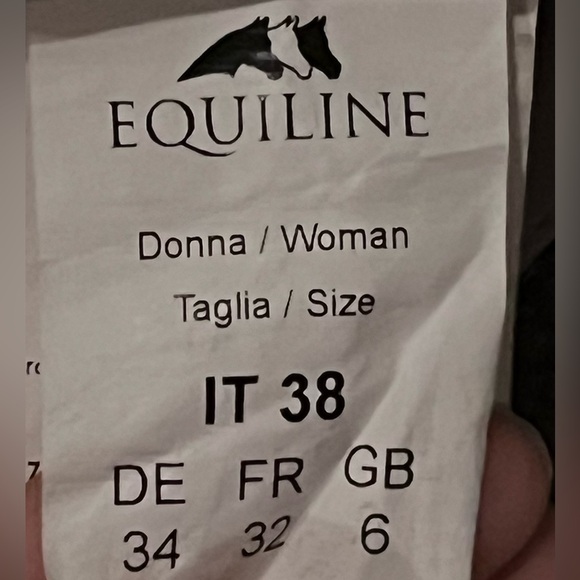 EQUILINE
Donna / Woman
Taglia / Size
IT 38
DE FR GB
34 32 6